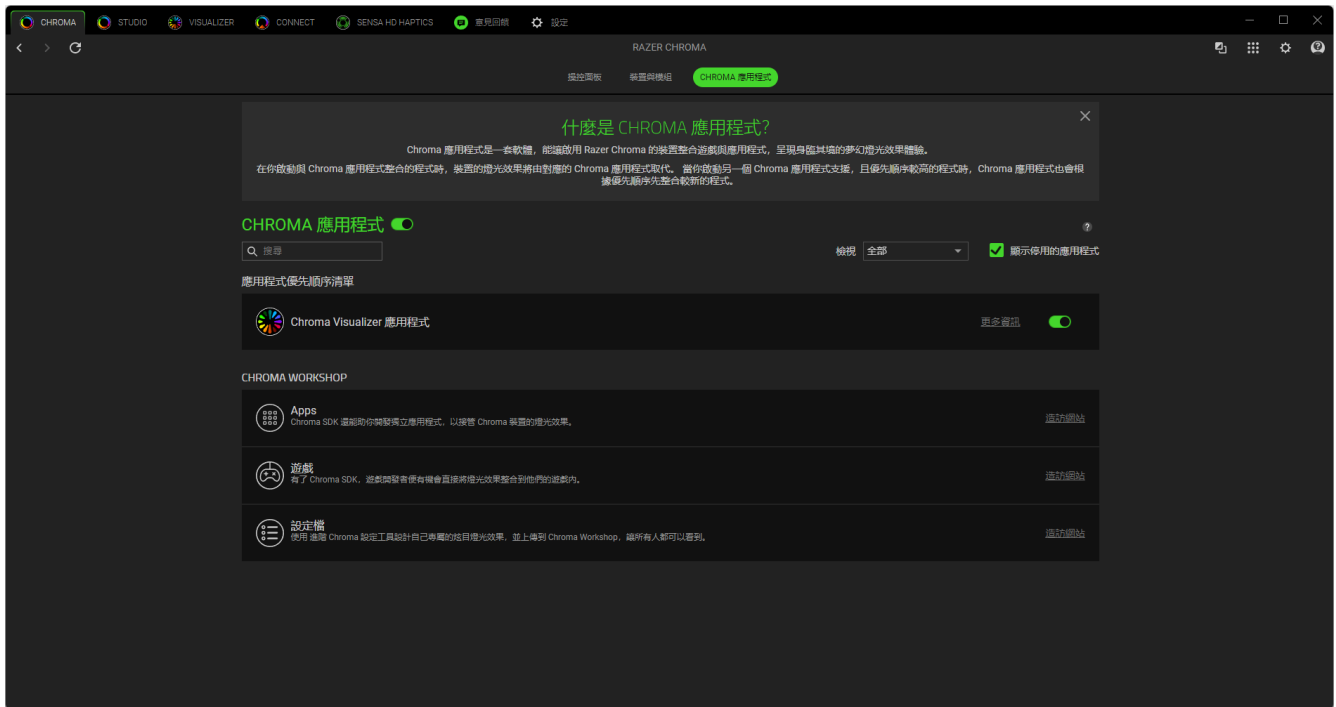 CHROMA STUDIO VISUALIZER CONNECT SENSA HD HAPTICS 意見回饋 設定
RAZER CHROMA
操控面板 裝置與模組 CHROMA 應用程式
什麼是 CHROMA 應用程式?
Chroma 應用程式是一套軟體，能讓啟用 Razer Chroma 的裝置整合遊戲與應用程式，呈現身臨其境的夢幻燈光效果體驗。
在你啟動與 Chroma 應用程式整合的程式時，裝置的燈光效果將由對應的 Chroma 應用程式取代。 當你啟動另一個 Chroma 應用程式支援，且優先順序較高的程式時，Chroma 應用程式也會根
據優先順序先整合較新的程式。
CHROMA 應用程式
?
搜尋 檢視 全部 顯示停用的應用程式
應用程式優先順序清單
Chroma Visualizer 應用程式 更多資訊
CHROMA WORKSHOP
Apps
Chroma SDK 還能助你開發獨立應用程式，以接管 Chroma 裝置的燈光效果。 造訪網站
遊戲
有了 Chroma SDK，遊戲開發者便有機會直接將燈光效果整合到他們的遊戲內。 造訪網站
設定檔
使用 進階 Chroma 設定工具設計自己專屬的炫目燈光效果，並上傳到 Chroma Workshop，讓所有人都可以看到。 造訪網站